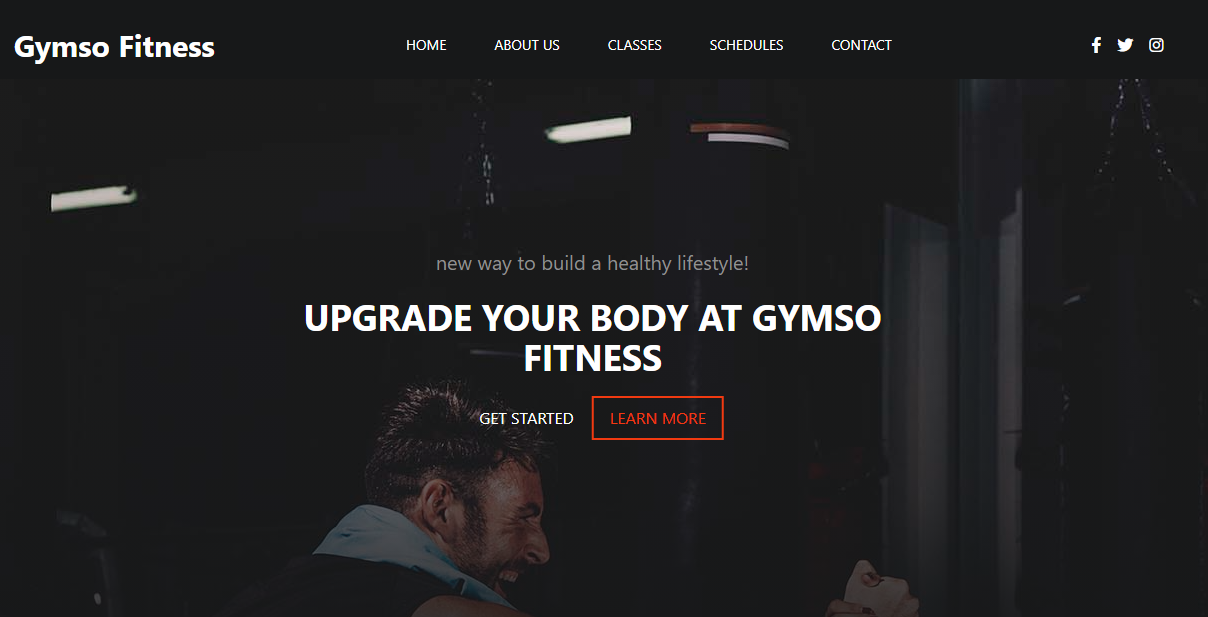 Gymso Fitness
HOME ABOUT US CLASSES SCHEDULES CONTACT
new way to build a healthy lifestyle!
UPGRADE YOUR BODY AT GYMSO
FITNESS
GET STARTED LEARN MORE